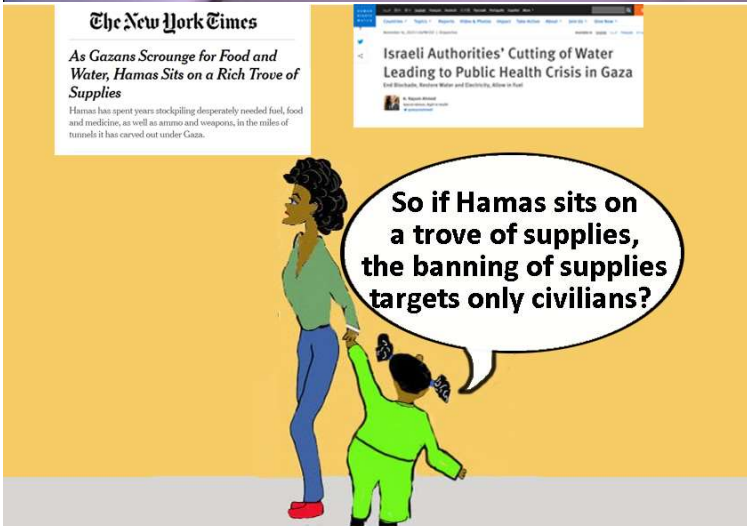 The New York Times
As Gazans Scrounge for Food and
Water, Hamas Sits on a Rich Trove of
Supplies
Hamas has spent years stockpiling desperately needed fuel, food
and medicine, as well as ammo and weapons, in the miles of
tunnels it has carved out under Gaza.
HUMAN
RIGHTS
WATCH
Israeli Authorities' Cutting of Water
Leading to Public Health Crisis in Gaza
End Blockade, Restore Water and Electricity, Allow in Fuel
So if Hamas sits on
a trove of supplies,
the banning of supplies
targets only civilians?